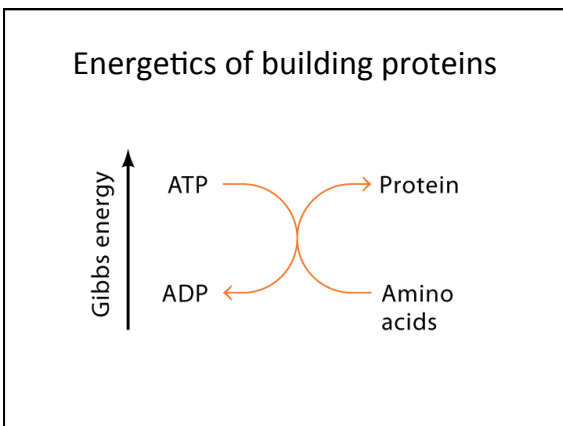 Energetics of building proteins
Gibbs energy
ATP
Protein
ADP
Amino
acids